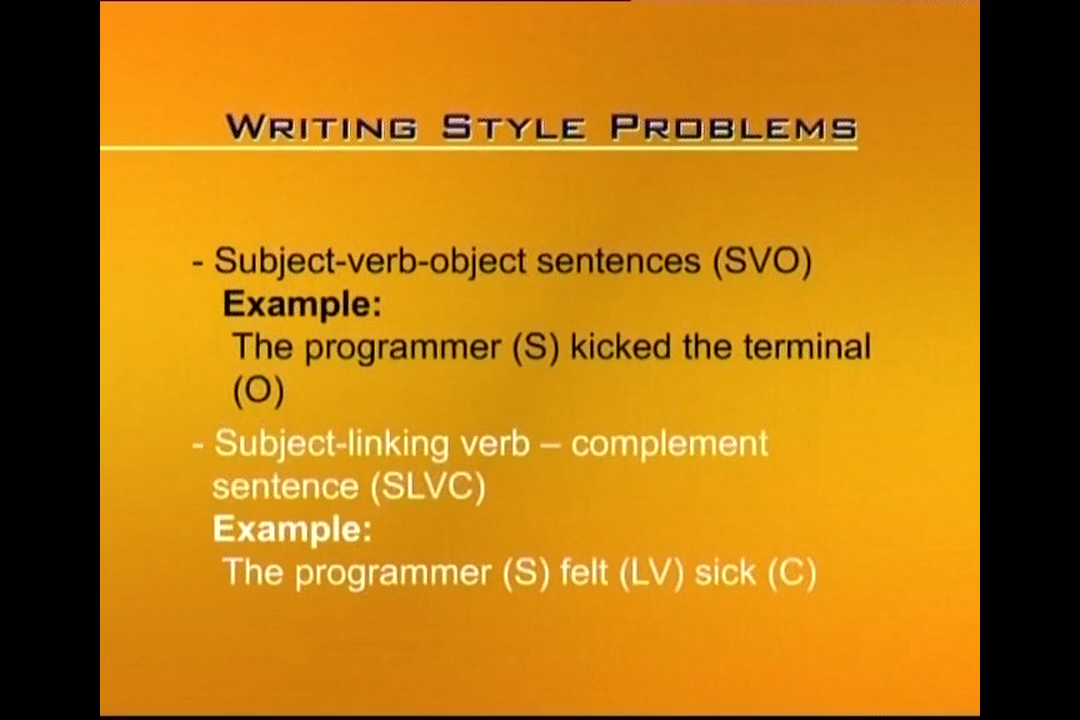 WRITING STYLE PROBLEMS
- Subject-verb-object sentences (SVO)
Example:
The programmer (S) kicked the terminal
(O)
- Subject-linking verb – complement
sentence (SLVC)
Example:
The programmer (S) felt (LV) sick (C)